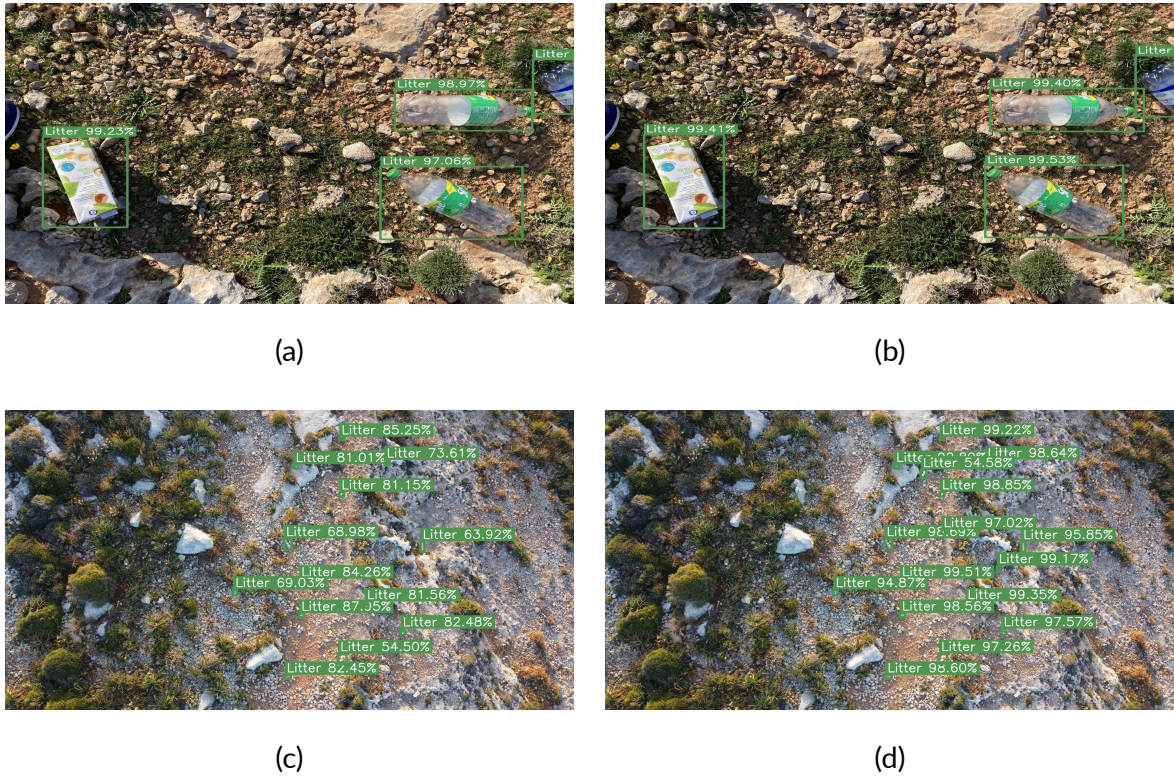 Litter
Litter 98.97%
Litter 99.23%
Litter 97.06%
(a)
Litter
Litter 99.40%
Litter 99.41%
Litter 99.53%
(b)
Litter 85.25%
Litter 81.01%
Litter 73.61%
Litter 81.15%
Litter 68.98%
Litter 63.92%
Litter 84.26%
Litter 69.03%
Litter 81.56%
Litter
Litter 82.48%
Litter 54.50%
Litter 82.45%
(c)
Litter 99.22%
Litter 98.64%
Litter 54.58%
Litter 98.85%
Litter 97.02%
Litter 98.69%
Litter 95.85%
Litter 99.17%
Litter 99.51%
Litter 94.87%
Litter 99.35%
Litter 98.56%
Litter 97.57%
Litter 97.26%
Litter 98.60%
(d)